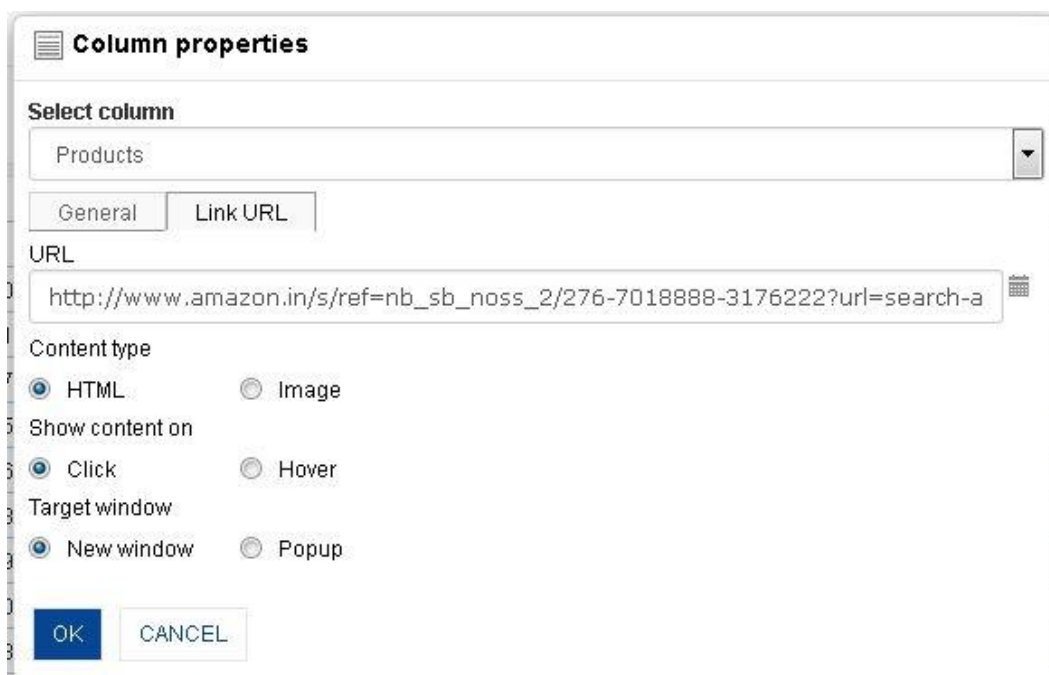 Column properties
Select column
Products
General Link URL
URL
http://www.amazon.in/s/ref=nb_sb_noss_2/276-7018888-3176222?url=search-a
Content type
HTML Image
Show content on
Click Hover
Target window
New window Popup
OK CANCEL